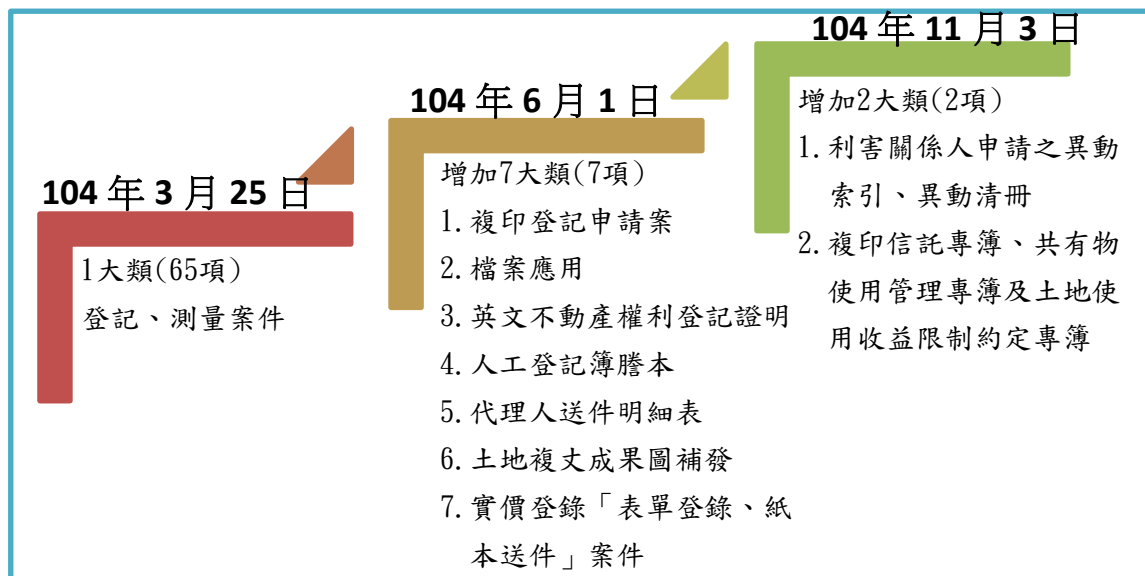 104 年 3 月 25 日
1大類(65項)
登記、測量案件
104 年 6 月 1 日
增加7大類(7項)
1. 複印登記申請案
2. 檔案應用
3. 英文不動產權利登記證明
4. 人工登記簿謄本
5. 代理人送件明細表
6. 土地複丈成果圖補發
7. 實價登錄「表單登錄、紙
本送件」案件
104 年 11 月 3 日
增加2大類(2項)
1. 利害關係人申請之異動
索引、異動清冊
2. 複印信託專簿、共有物
使用管理專簿及土地使
用收益限制約定專簿